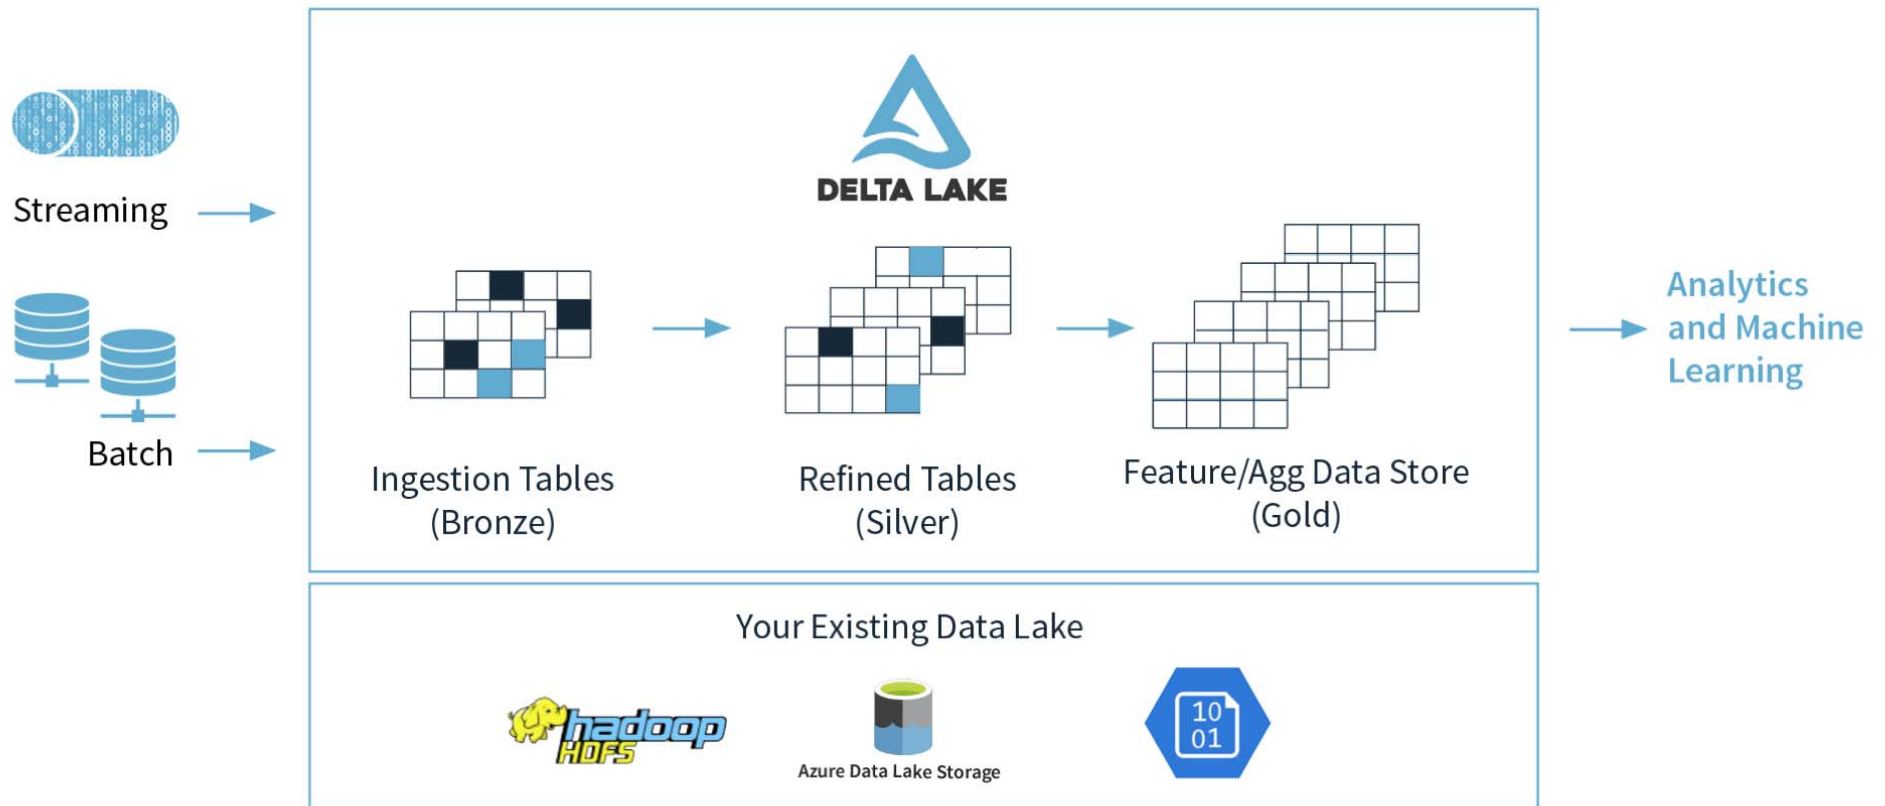 DELTA LAKE
Streaming
Batch
Ingestion Tables
(Bronze)
Refined Tables
(Silver)
Feature/Agg Data Store
(Gold)
Analytics
and Machine
Learning
Your Existing Data Lake
hadoop
HDFS
Azure Data Lake Storage
10
01